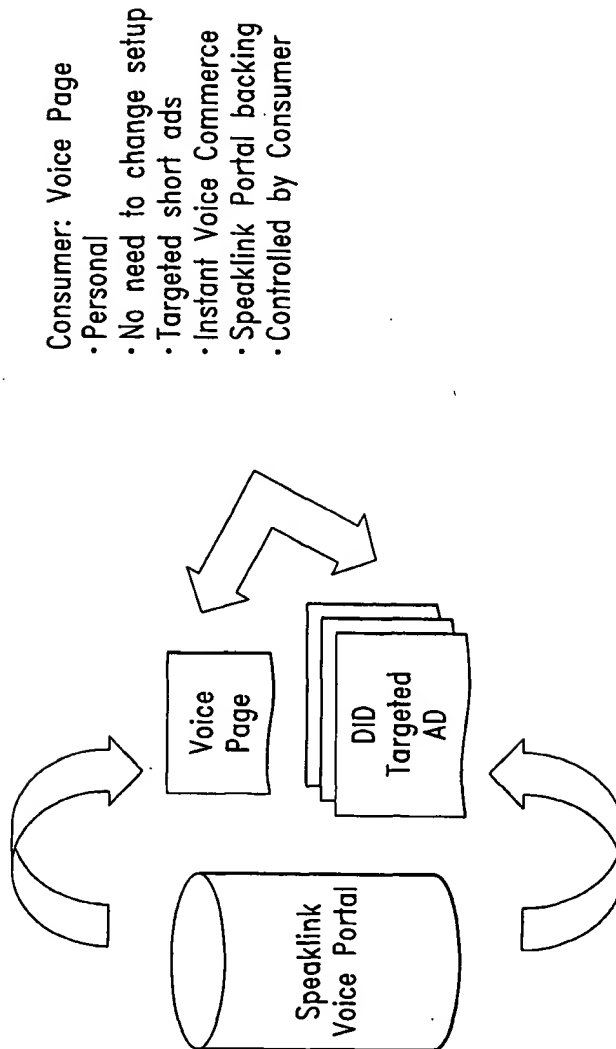 Speaklink
Voice Portal
Voice
Page
DID
Targeted
AD
Consumer: Voice Page
· Personal
· No need to change setup
· Targeted short ads
· Instant Voice Commerce
· Speaklink Portal backing
· Controlled by Consumer